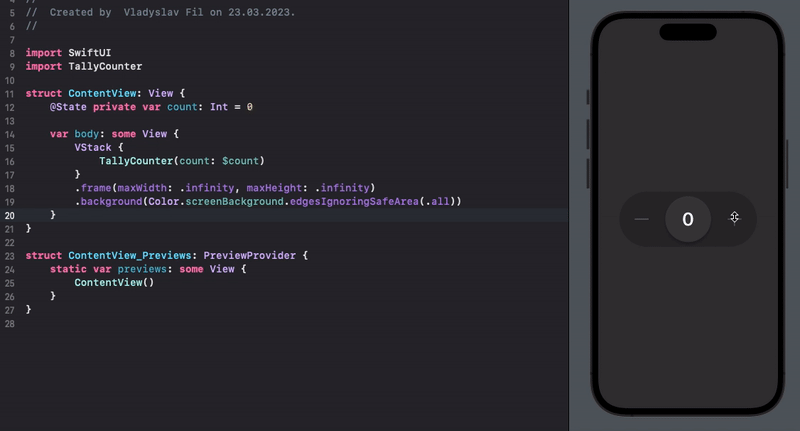 4 //
5 //  Created by  Vladyslav Fil on 23.03.2023.
6 //
7
8 import SwiftUI
9 import TallyCounter
10
11 struct ContentView: View {
12     @State private var count: Int = 0
13
14     var body: some View {
15         VStack {
16             TallyCounter(count: $count)
17         }
18         .frame(maxWidth: .infinity, maxHeight: .infinity)
19         .background(Color.screenBackground.edgesIgnoringSafeArea(.all))
20     }
21 }
22
23 struct ContentView_Previews: PreviewProvider {
24     static var previews: some View {
25         ContentView()
26     }
27 }
28
— 0